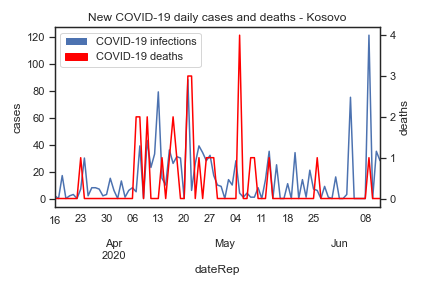 New COVID-19 daily cases and deaths - Kosovo
COVID-19 infections
COVID-19 deaths
cases
120
100
80
60
40
20
0
deaths
4
3
2
1
0
16 23 30 06 13 20 27 04 11 18 25 08
Apr May Jun
2020
dateRep